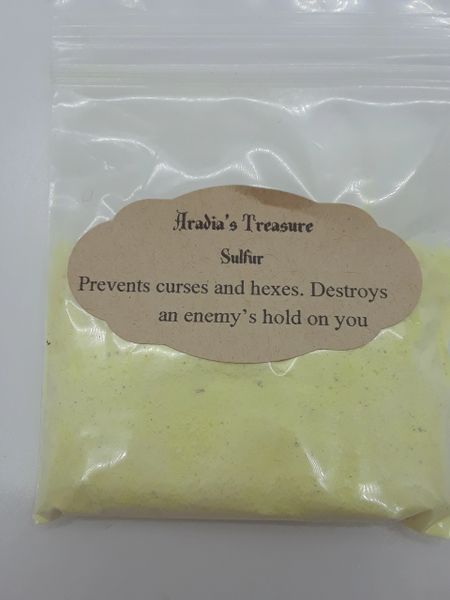 Aradia's Treasure
Sulfur
Prevents curses and hexes. Destroys
an enemy's hold on you